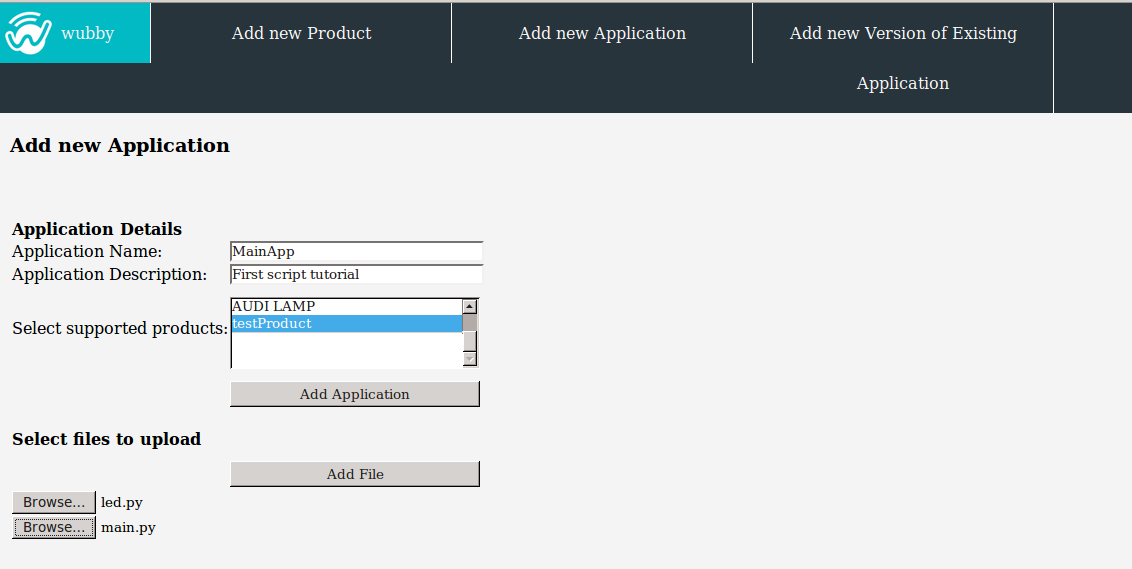 wubby
Add new Product
Add new Application
Add new Version of Existing
Application
Add new Application
Application Details
Application Name: MainApp
Application Description: First script tutorial
AUDI LAMP
Select supported products: testProduct
Add Application
Select files to upload
Add File
Browse... led.py
Browse... main.py